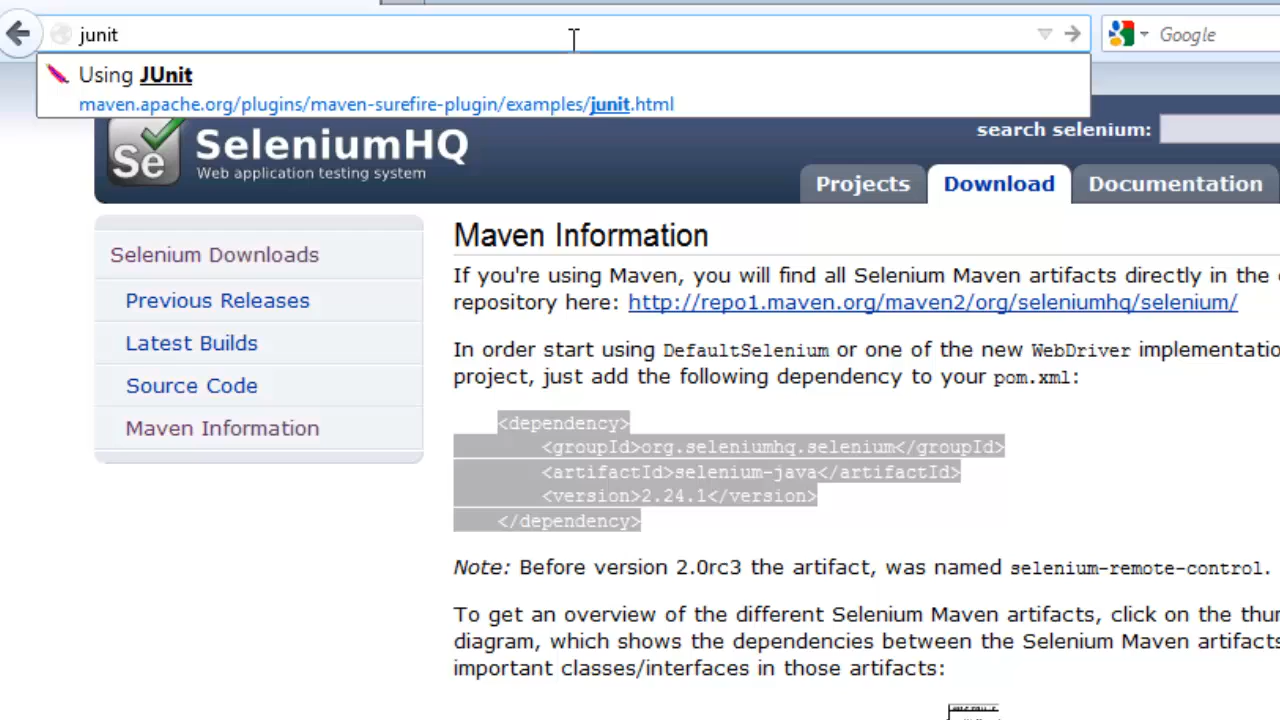 junit
Google
Using JUnit
maven.apache.org/plugins/maven-surefire-plugin/examples/junit.html
Se
SeleniumHQ
Web application testing system
search selenium:
Projects
Download
Documentation
Selenium Downloads
Previous Releases
Latest Builds
Source Code
Maven Information
Maven Information
If you're using Maven, you will find all Selenium Maven artifacts directly in the
repository here: http://repo1.maven.org/maven2/org/seleniumhq/selenium/
In order start using DefaultSelenium or one of the new WebDriver implementatio
project, just add the following dependency to your pom.xml:
<dependency>
<groupId>org.seleniumhq.selenium</groupId>
<artifactId>selenium-java</artifactId>
<version>2.24.1</version>
</dependency>
Note: Before version 2.0rc3 the artifact, was named selenium-remote-control.
To get an overview of the different Selenium Maven artifacts, click on the thu
diagram, which shows the dependencies between the Selenium Maven artifacts
important classes/interfaces in those artifacts: